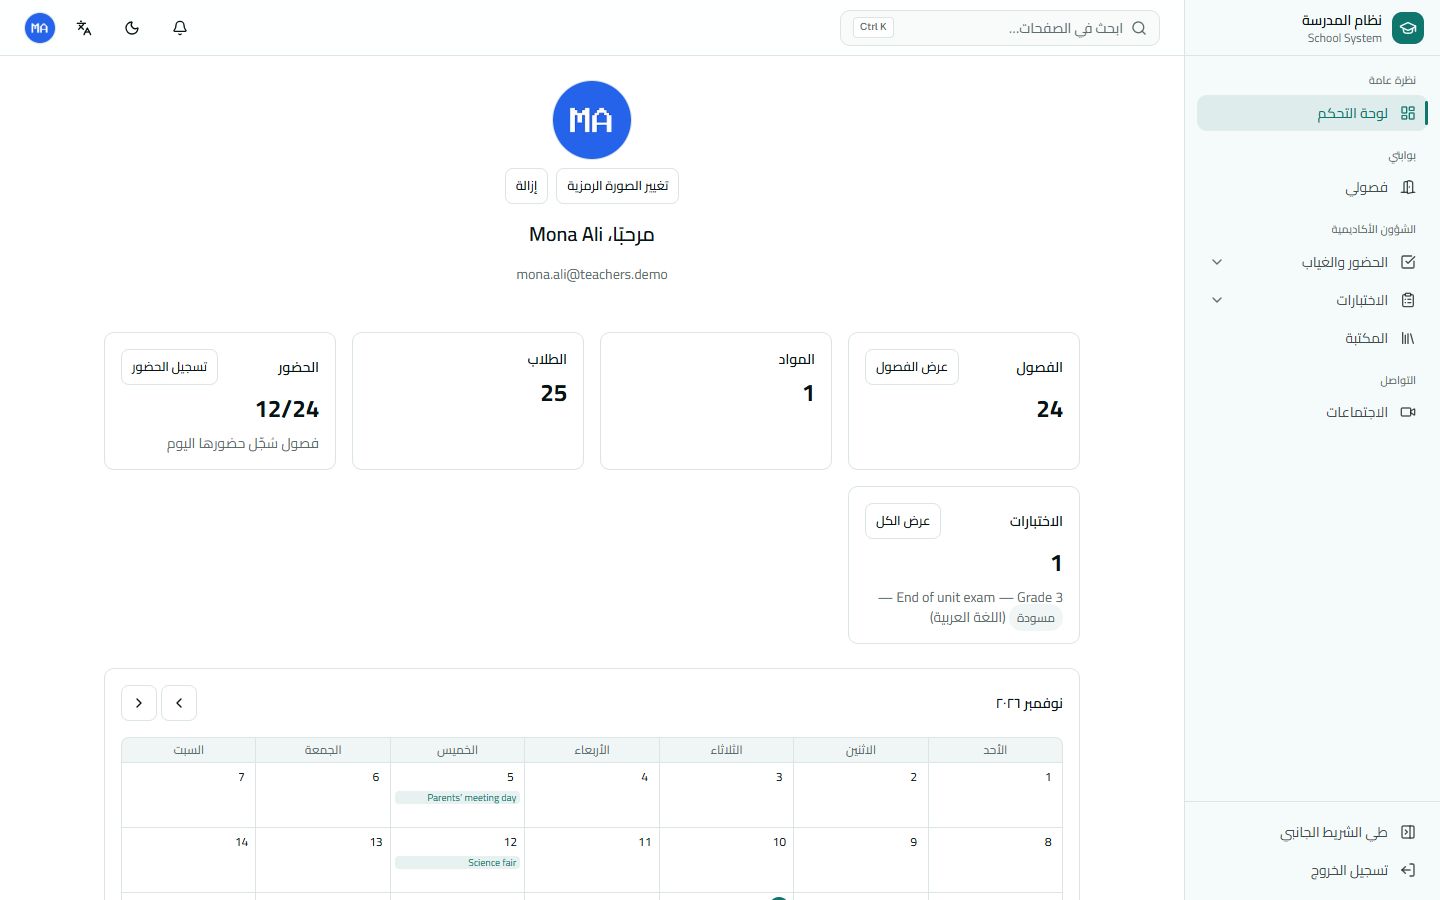 نظام المدرسة
School System
ابحث في الصفحات...
Ctrl K
MA
نظرة عامة
لوحة التحكم
بوابتي
فصولي
الشؤون الأكاديمية
الحضور والغياب
الاختبارات
المكتبة
التواصل
الاجتماعات
طي الشريط الجانبي
تسجيل الخروج
MA
تغيير الصورة الرمزية
إزالة
مرحبًا، Mona Ali
mona.ali@teachers.demo
الفصول
عرض الفصول
24
المواد
1
الطلاب
25
الحضور
تسجيل الحضور
12/24
فصول سُجّل حضورها اليوم
الاختبارات
عرض الكل
1
End of unit exam — Grade 3 —
(اللغة العربية) مسودة
نوفمبر ٢٠٢٦
الأحد الاثنين الثلاثاء الأربعاء الخميس الجمعة السبت
1 2 3 4 5 6 7
Parents' meeting day
8 9 10 11 12 13 14
Science fair